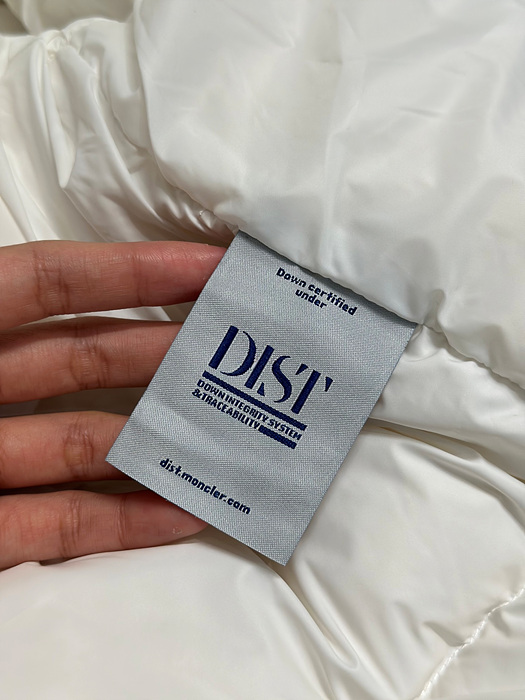 Down certified
under
DIST
DOWN INTEGRITY SYSTEM
&TRACEABILITY
dist.moncler.com